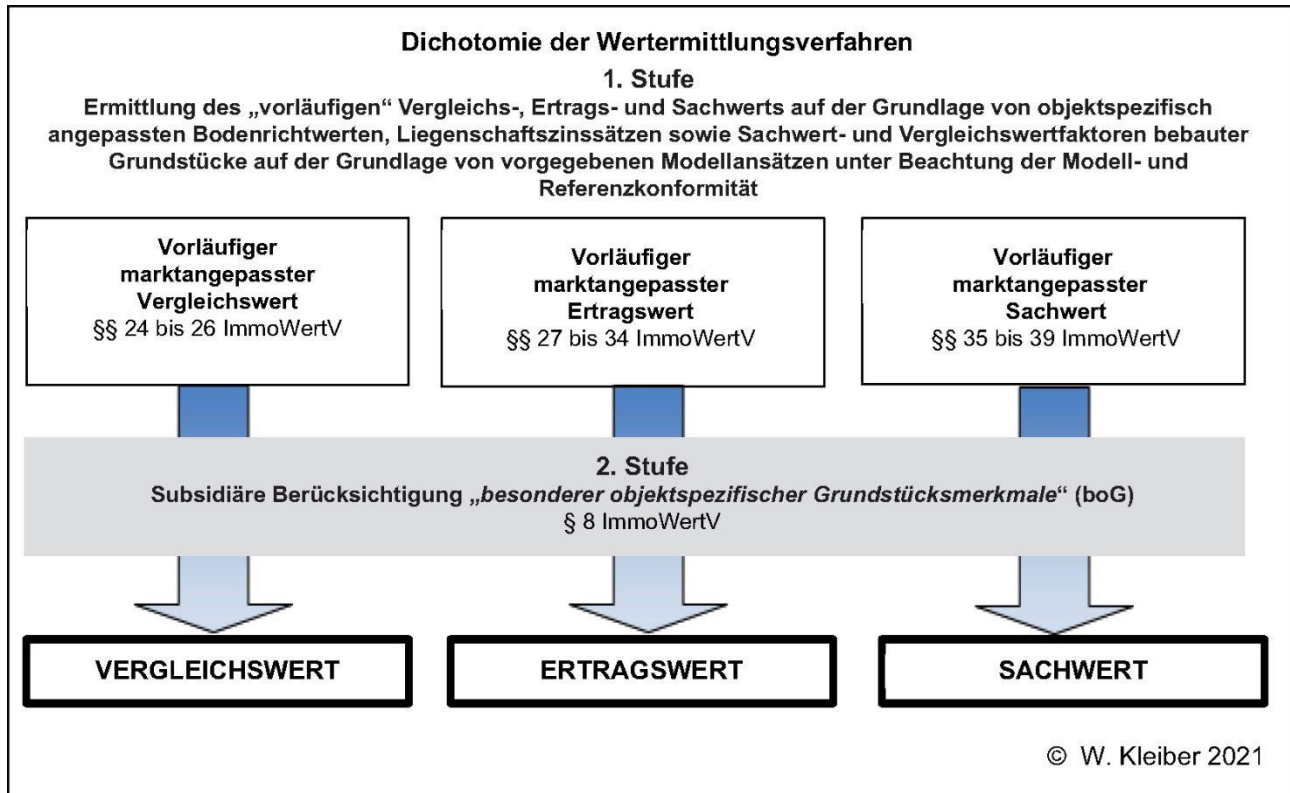 Dichotomie der Wertermittlungsverfahren
1. Stufe
Ermittlung des „vorläufigen“ Vergleichs-, Ertrags- und Sachwerts auf der Grundlage von objektspezifisch
angepassten Bodenrichtwerten, Liegenschaftszinssätzen sowie Sachwert- und Vergleichswertfaktoren bebauter
Grundstücke auf der Grundlage von vorgegebenen Modellansätzen unter Beachtung der Modell- und
Referenzkonformität
Vorläufiger
marktangepasster
Vergleichswert
§§ 24 bis 26 ImmoWertV
Vorläufiger
marktangepasster
Ertragswert
§§ 27 bis 34 ImmoWertV
Vorläufiger
marktangepasster
Sachwert
§§ 35 bis 39 ImmoWertV
2. Stufe
Subsidiäre Berücksichtigung „besonderer objektspezifischer Grundstücksmerkmale“ (boG)
§ 8 ImmoWertV
VERGLEICHSWERT
ERTRAGSWERT
SACHWERT
© W. Kleiber 2021